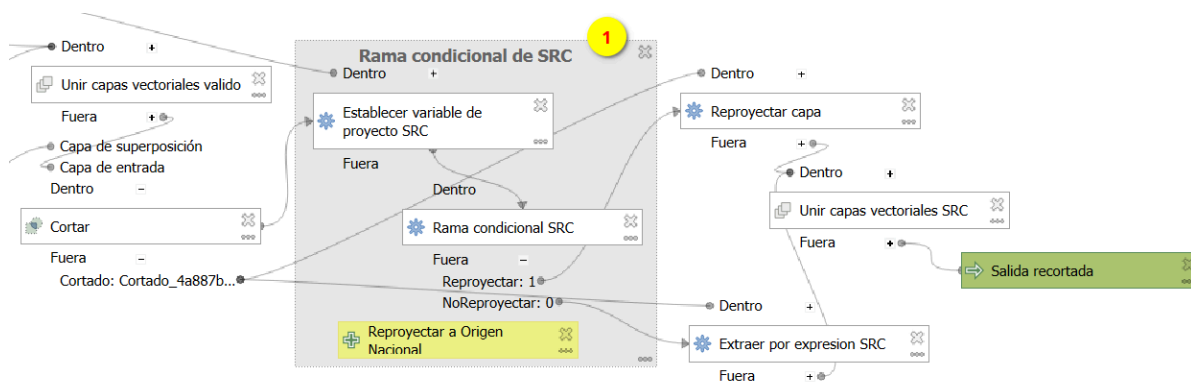 Dentro +
Unir capas vectoriales valido
Fuera +
Capa de superposición
Capa de entrada
Dentro −
Cortar
Fuera −
Cortado: Cortado_4a887b...
1
Rama condicional de SRC
Dentro +
Establecer variable de
proyecto SRC
Fuera
Dentro
Rama condicional SRC
Fuera −
Reproyectar: 1
NoReproyectar: 0
Reproyectar a Origen
Nacional
Dentro +
Reproyectar capa
Fuera +
Dentro +
Unir capas vectoriales SRC
Fuera +
Salida recortada
Dentro +
Extraer por expresion SRC
Fuera +